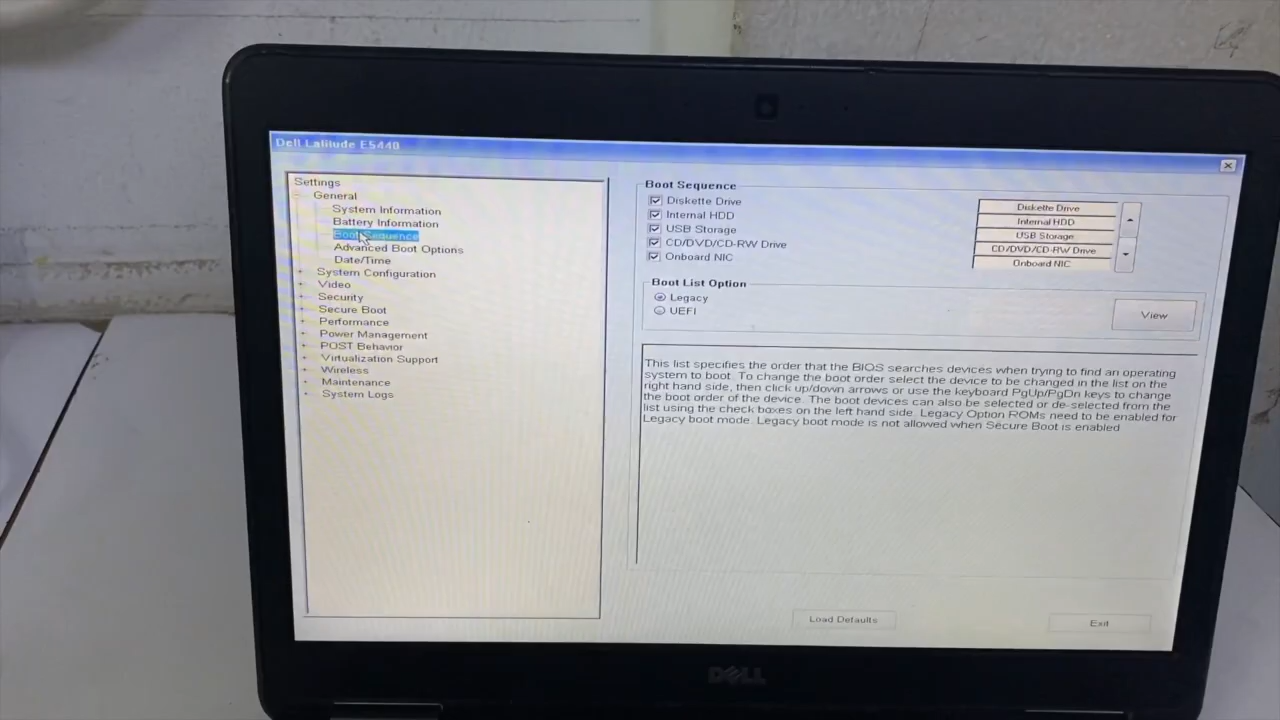 Dell Latitude E5440
Settings
General
System Information
Battery Information
Boot Sequence
Advanced Boot Options
Date/Time
System Configuration
Video
Security
Secure Boot
Performance
Power Management
POST Behavior
Virtualization Support
Wireless
Maintenance
System Logs
Boot Sequence
Diskette Drive
Internal HDD
USB Storage
CD/DVD/CD-RW Drive
Onboard NIC
Diskette Drive
Internal HDD
USB Storage
CD/DVD/CD-RW Drive
Onboard NIC
Boot List Option
Legacy
UEFI
View
This list specifies the order that the BIOS searches devices when trying to find an operating
system to boot. To change the boot order select the device to be changed in the list on the
right hand side, then click up/down arrows or use the keyboard PgUp/PgDn keys to change
the boot order of the device. The boot devices can also be selected or de-selected from the
list using the check boxes on the left hand side. Legacy Option ROMs need to be enabled for
Legacy boot mode. Legacy boot mode is not allowed when Secure Boot is enabled
Load Defaults
Exit
DELL